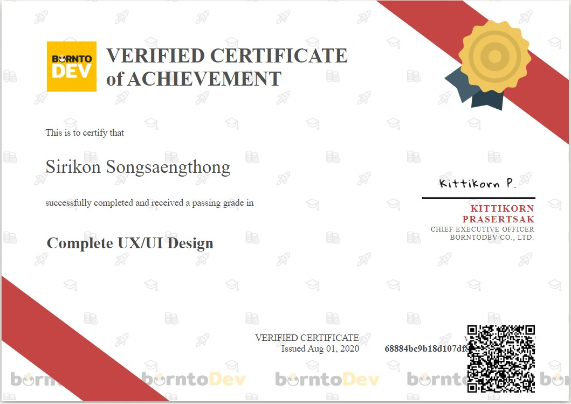 BORNTO
DEV
VERIFIED CERTIFICATE
of ACHIEVEMENT
This is to certify that
Sirikon Songsaengthong
successfully completed and received a passing grade in
Complete UX/UI Design
Kittikorn P.
KITTIKORN
PRASERTSAK
CHIEF EXECUTIVE OFFICER
BORNTODEV CO., LTD.
VERIFIED CERTIFICATE
Issued Aug 01, 2020
68884bc9b18d107df
borntoDev borntoDev borntoDev